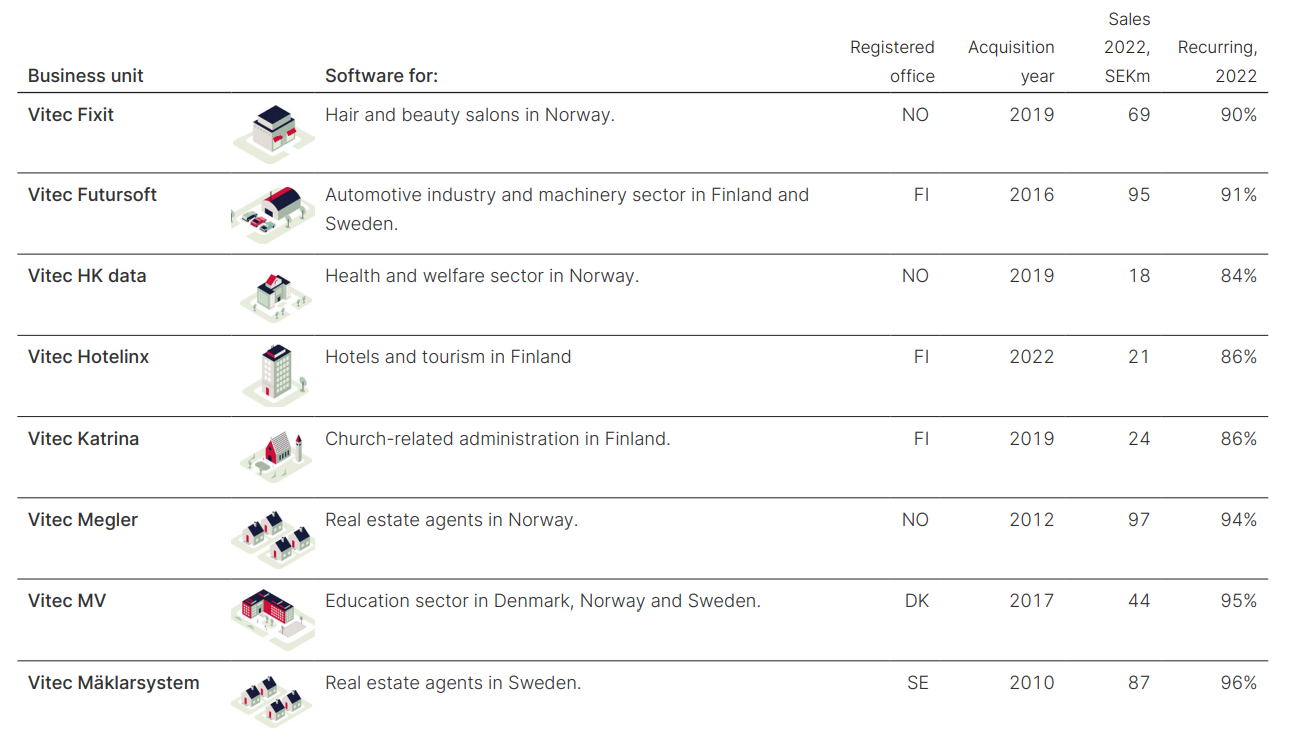 Business unit Software for: Registered office Acquisition year Sales 2022, SEKm Recurring, 2022
Vitec Fixit Hair and beauty salons in Norway. NO 2019 69 90%
Vitec Futursoft Automotive industry and machinery sector in Finland and FI 2016 95 91%
Sweden.
Vitec HK data Health and welfare sector in Norway. NO 2019 18 84%
Vitec Hotelinx Hotels and tourism in Finland FI 2022 21 86%
Vitec Katrina Church-related administration in Finland. FI 2019 24 86%
Vitec Megler Real estate agents in Norway. NO 2012 97 94%
Vitec MV Education sector in Denmark, Norway and Sweden. DK 2017 44 95%
Vitec Mäklarsystem Real estate agents in Sweden. SE 2010 87 96%